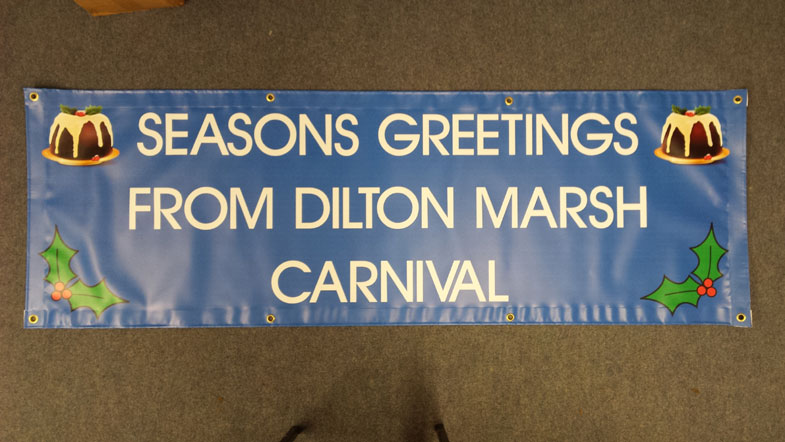 SEASONS GREETINGS
FROM DILTON MARSH
CARNIVAL